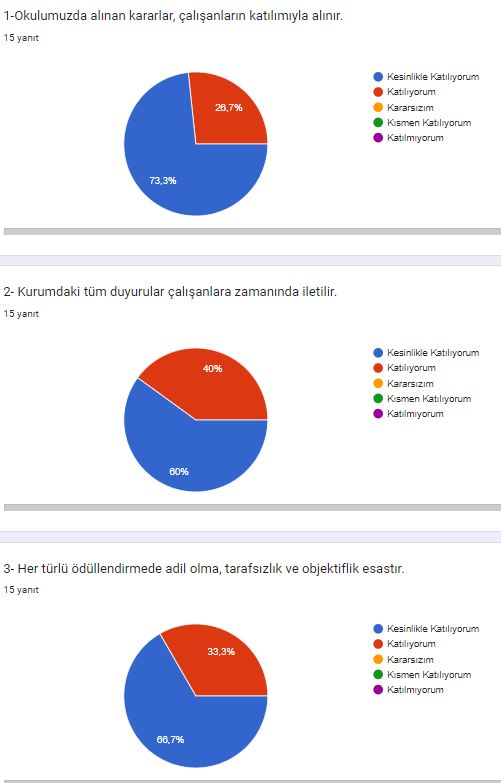 1-Okulumuzda alınan kararlar, çalışanların katılımıyla alınır.
15 yanıt
Kesinlikle Katılıyorum
Katılıyorum
Kararsızım
Kısmen Katılıyorum
Katılmıyorum
26,7%
73,3%
2- Kurumdaki tüm duyurular çalışanlara zamanında iletilir.
15 yanıt
Kesinlikle Katılıyorum
Katılıyorum
Kararsızım
Kısmen Katılıyorum
Katılmıyorum
40%
60%
3- Her türlü ödüllendirmede adil olma, tarafsızlık ve objektiflik esastır.
15 yanıt
Kesinlikle Katılıyorum
Katılıyorum
Kararsızım
Kısmen Katılıyorum
Katılmıyorum
33,3%
66,7%